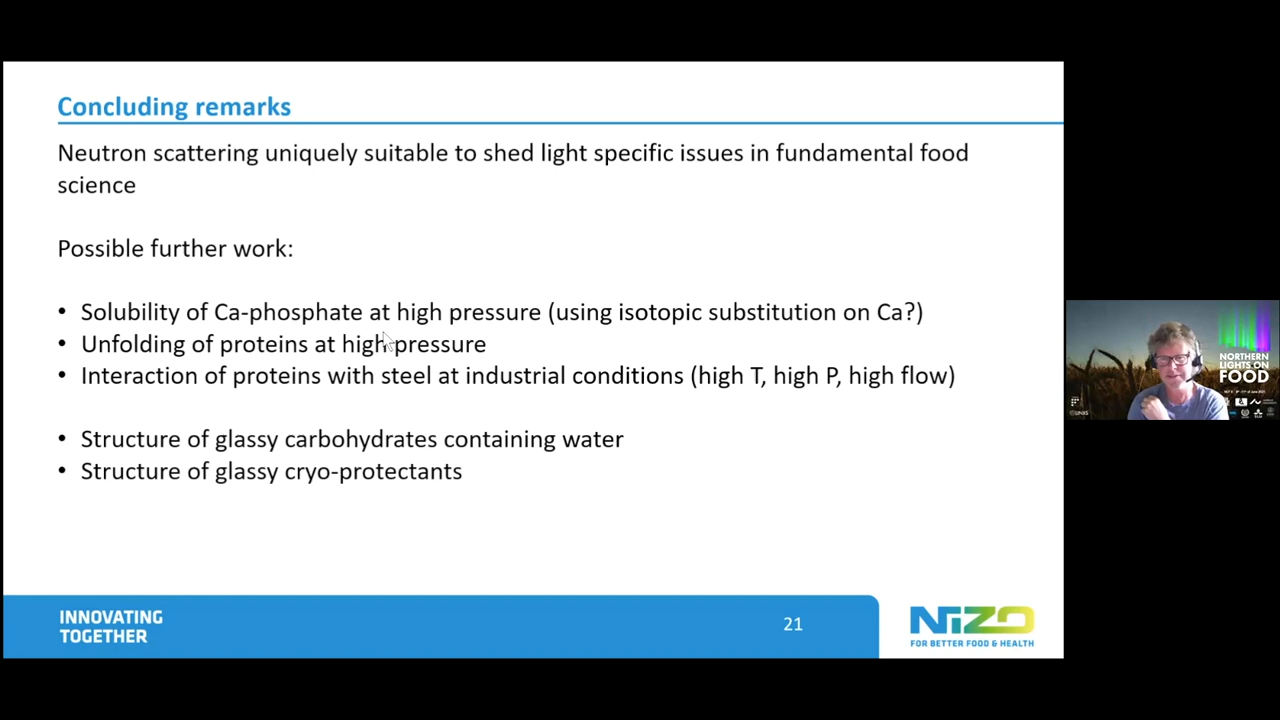 Concluding remarks
Neutron scattering uniquely suitable to shed light specific issues in fundamental food
science
Possible further work:
• Solubility of Ca-phosphate at high pressure (using isotopic substitution on Ca?)
• Unfolding of proteins at high pressure
• Interaction of proteins with steel at industrial conditions (high T, high P, high flow)
• Structure of glassy carbohydrates containing water
• Structure of glassy cryo-protectants
INNOVATING
TOGETHER
21
NIZO
FOR BETTER FOOD & HEALTH
NORTHERN
LIGHTS ON
FOOD